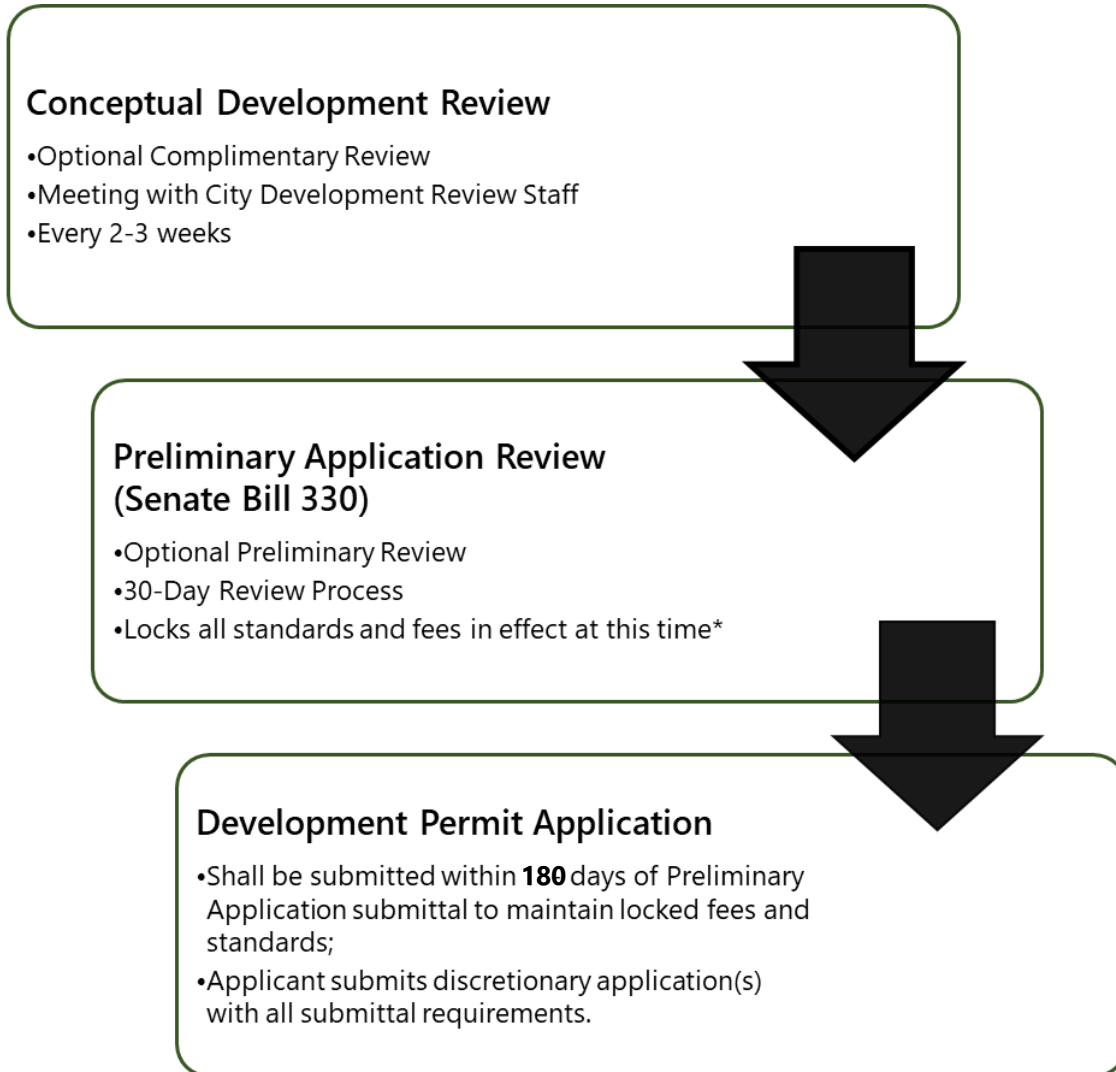 Conceptual Development Review
•Optional Complimentary Review
•Meeting with City Development Review Staff
•Every 2-3 weeks
Preliminary Application Review
(Senate Bill 330)
•Optional Preliminary Review
•30-Day Review Process
•Locks all standards and fees in effect at this time*
Development Permit Application
•Shall be submitted within 180 days of Preliminary
Application submittal to maintain locked fees and
standards;
•Applicant submits discretionary application(s)
with all submittal requirements.